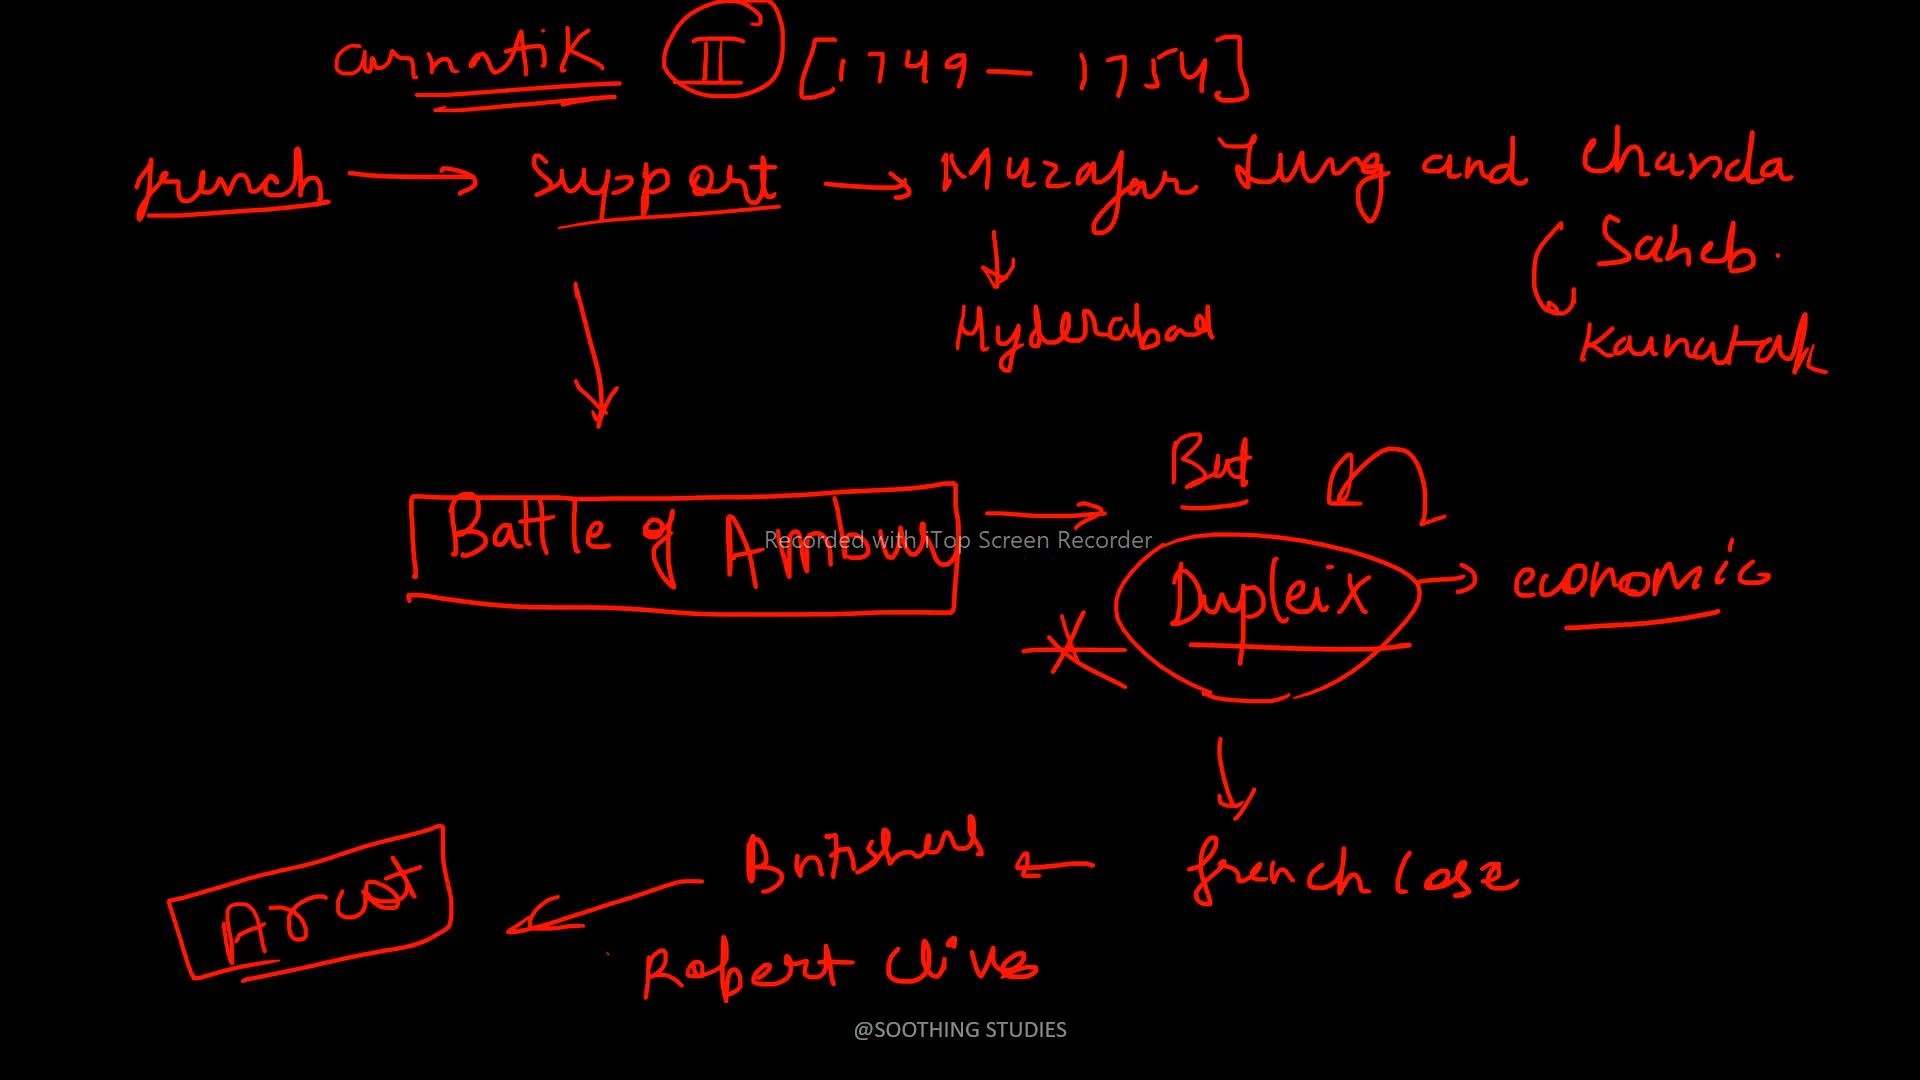 carnatik II [1749 - 1754]
french → support → Muzafar Jung and Chanda
Saheb.
↓
Hyderabad
Karnatak
But
Battle of Ambur →
Recorded with iTop Screen Recorder
Dupleix → economic
Britishers ← french lose
Arcot
Robert Clive
@SOOTHING STUDIES